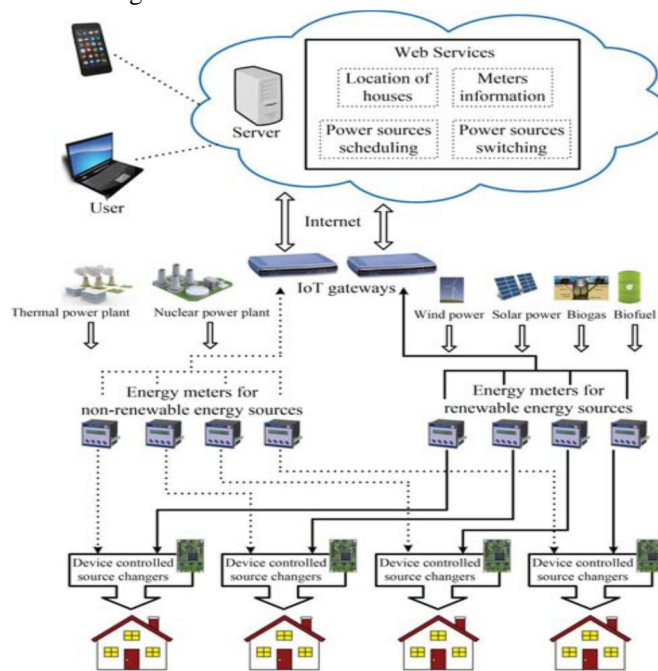 Web Services
Location of
houses
Meters
information
Server
Power sources
scheduling
Power sources
switching
User
Internet
IoT gateways
Thermal power plant
Nuclear power plant
Wind power
Solar power
Biogas
Biofuel
Energy meters for
non-renewable energy sources
Energy meters for
renewable energy sources
Device controlled
source changers
Device controlled
source changers
Device controlled
source changers
Device controlled
source changers